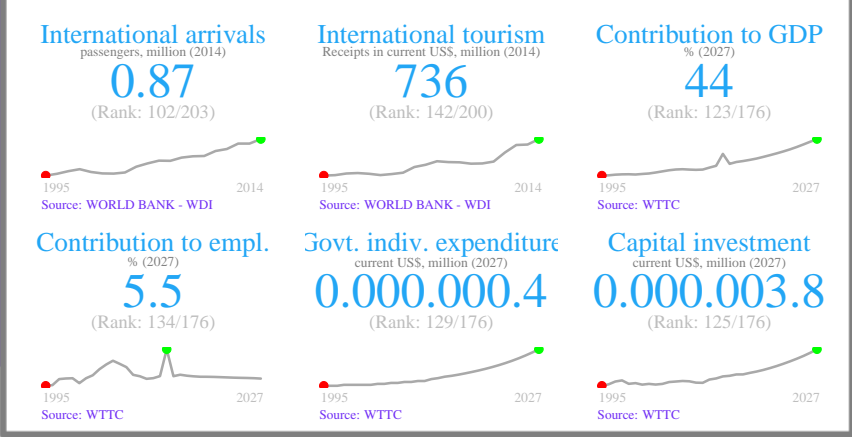 International arrivals
passengers, million (2014)
0.87
(Rank: 102/203)
1995 2014
Source: WORLD BANK - WDI
International tourism
Receipts in current US$, million (2014)
736
(Rank: 142/200)
1995 2014
Source: WORLD BANK - WDI
Contribution to GDP
% (2027)
44
(Rank: 123/176)
1995 2027
Source: WTTC
Contribution to empl.
% (2027)
5.5
(Rank: 134/176)
1995 2027
Source: WTTC
Govt. indiv. expenditure
current US$, million (2027)
0.000.000.4
(Rank: 129/176)
1995 2027
Source: WTTC
Capital investment
current US$, million (2027)
0.000.003.8
(Rank: 125/176)
1995 2027
Source: WTTC